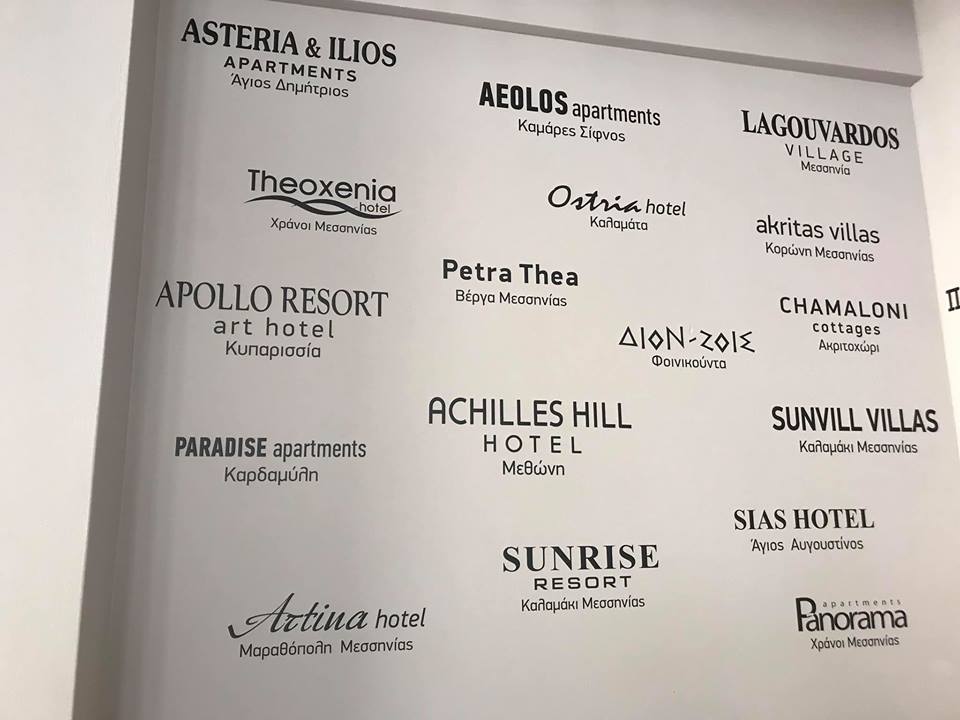 ASTERIA & ILIOS
APARTMENTS
Άγιος Δημήτριος
AEOLOS apartments
Καμάρες Σίφνος
LAGOUVARDOS
VILLAGE
Μεσσηνία
Theoxenia
hotel
Χράνοι Μεσσηνίας
Ostria hotel
Καλαμάτα
akritas villas
Κορώνη Μεσσηνίας
Petra Thea
Βέργα Μεσσηνίας
APOLLO RESORT
art hotel
Κυπαρισσία
CHAMALONI
cottages
Ακριτοχώρι
ΔΙΟΝ-ΖΟΙΣ
Φοινικούντα
ACHILLES HILL
HOTEL
Μεθώνη
SUNVILL VILLAS
Καλαμάκι Μεσσηνίας
PARADISE apartments
Καρδαμύλη
SIAS HOTEL
Άγιος Αυγουστίνος
SUNRISE
RESORT
Καλαμάκι Μεσσηνίας
Artina hotel
Μαραθόπολη Μεσσηνίας
apartments
Panorama
Χράνοι Μεσσηνίας